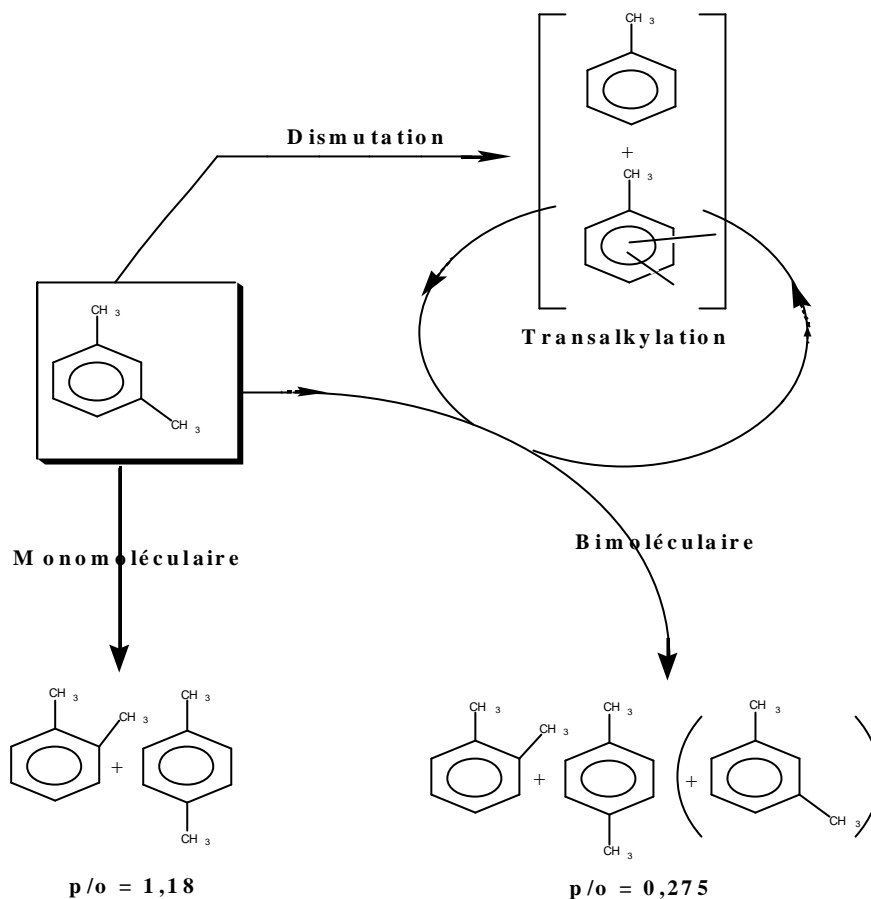 CH3
Dismutation
+
CH3
CH3
Transalkylation
CH3
Monomoléculaire
Bimoléculaire
CH3
CH3
CH3
+
CH3
CH3
CH3
CH3
+
CH3
CH3
+
CH3
p/o = 1,18
p/o = 0,275